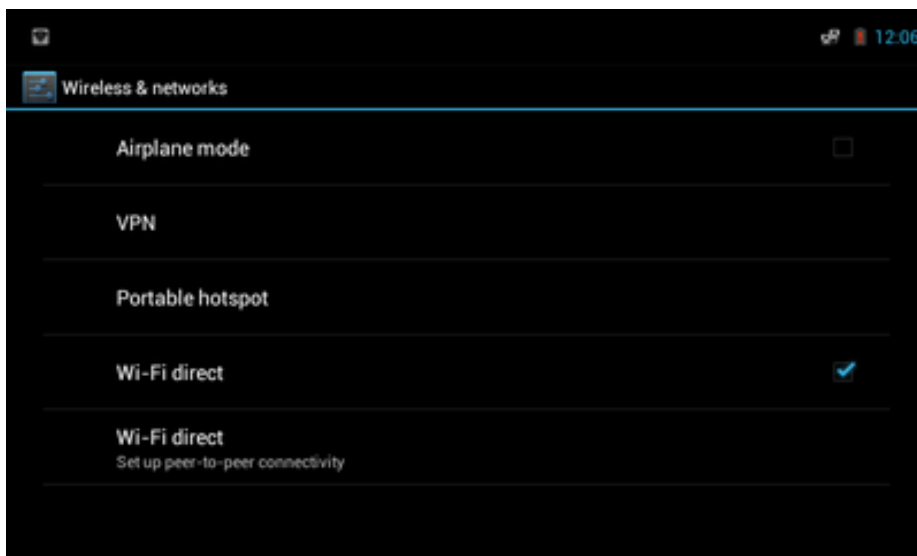 12:06
Wireless & networks
Airplane mode
VPN
Portable hotspot
Wi-Fi direct
Wi-Fi direct
Set up peer-to-peer connectivity